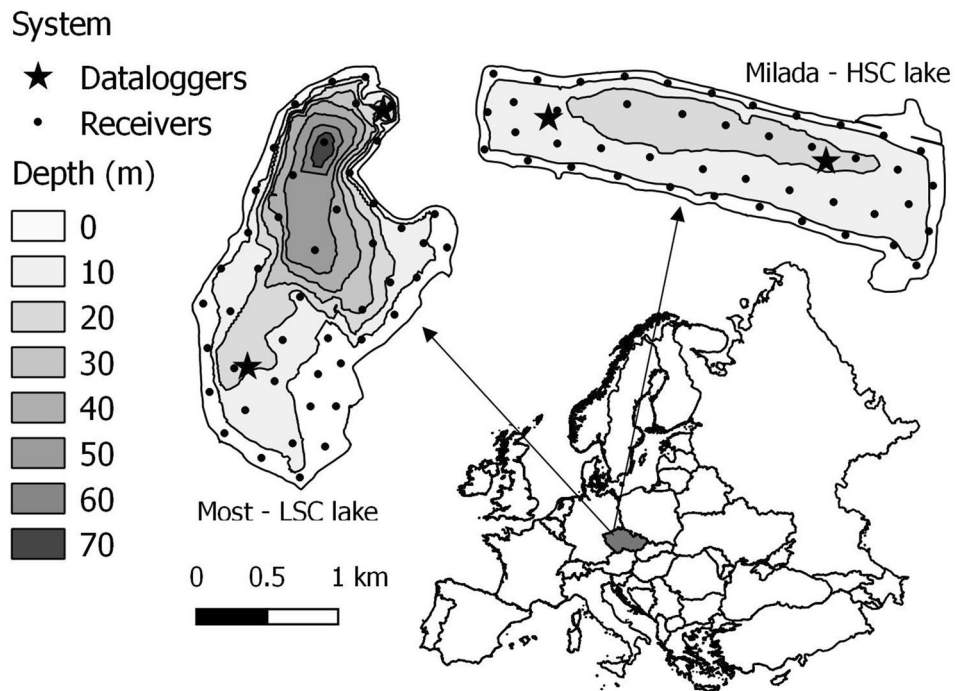 System
Dataloggers
Receivers
Depth (m)
0
10
20
30
40
50
60
70
Most - LSC lake
0 0.5 1 km
Milada - HSC lake